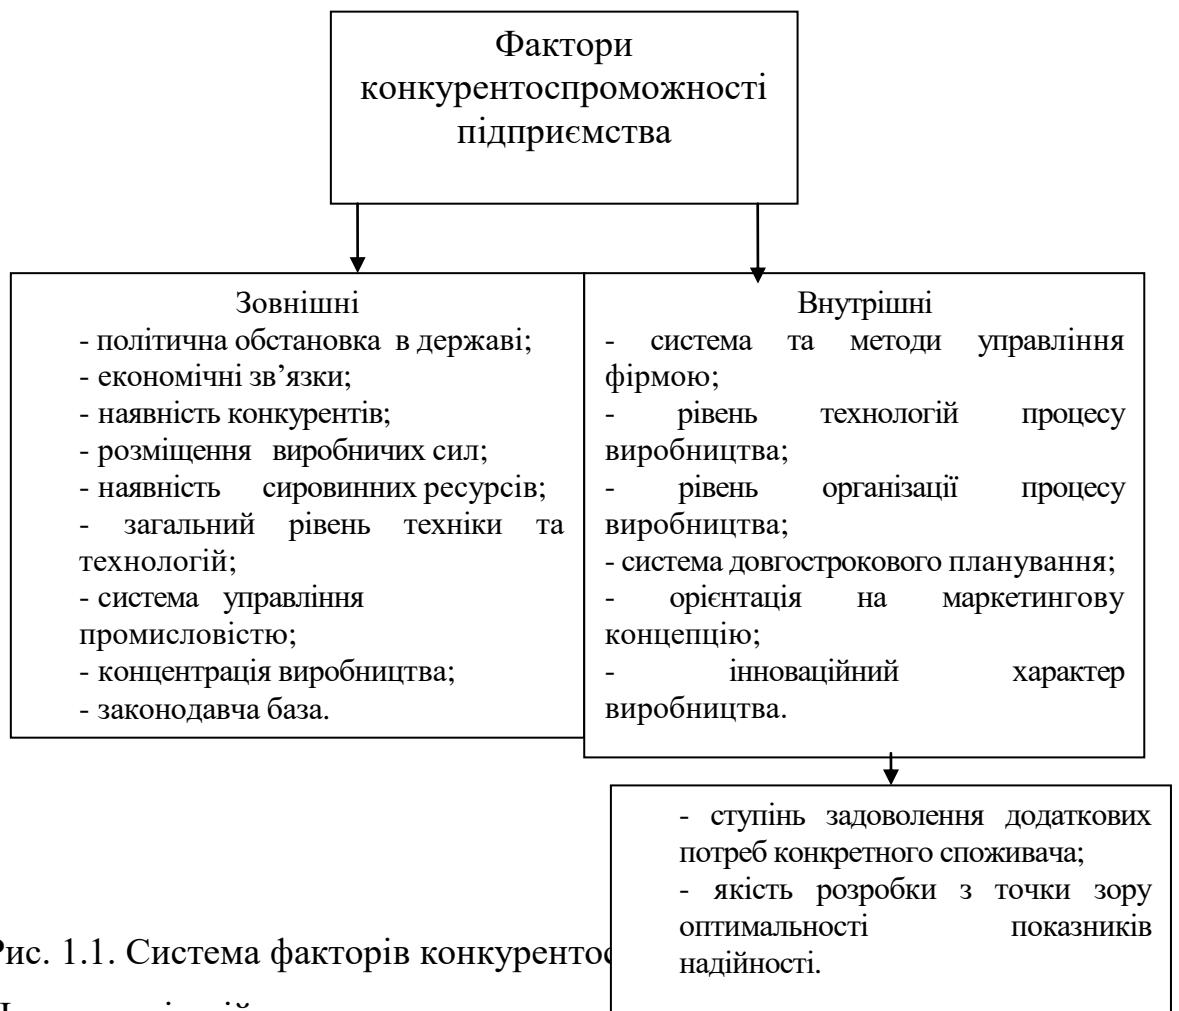 Фактори
конкурентоспроможності
підприємства
Зовнішні
- політична обстановка в державі;
- економічні зв’язки;
- наявність конкурентів;
- розміщення виробничих сил;
- наявність сировинних ресурсів;
- загальний рівень техніки та
технологій;
- система управління
промисловістю;
- концентрація виробництва;
- законодавча база.
Внутрішні
- система та методи управління
фірмою;
- рівень технологій процесу
виробництва;
- рівень організації процесу
виробництва;
- система довгострокового планування;
- орієнтація на маркетингову
концепцію;
- інноваційний характер
виробництва.
- ступінь задоволення додаткових
потреб конкретного споживача;
- якість розробки з точки зору
оптимальності показників
надійності.
Рис. 1.1. Система факторів